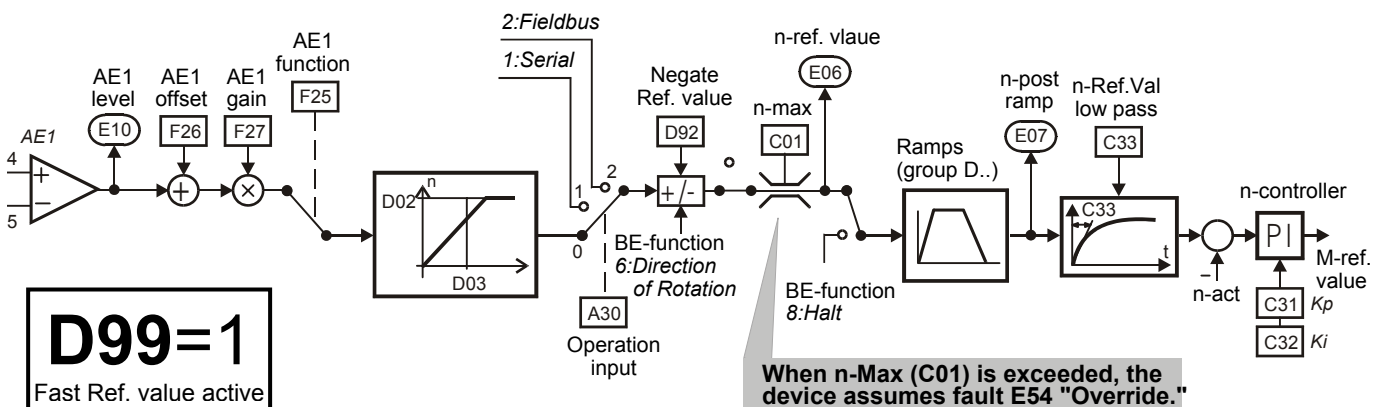 2:Fieldbus
1:Serial
AE1
function
F25
AE1
level
E10
AE1
offset
F26
AE1
gain
F27
AE1
4
+
5
−
+
×
D02
n
D03
1
2
0
A30
Operation
input
Negate
Ref. value
D92
+/-
BE-function
6:Direction
of Rotation
n-max
C01
n-ref. vlaue
E06
BE-function
8:Halt
Ramps
(group D..)
n-post
ramp
E07
n-Ref.Val
low pass
C33
C33
t
−
n-act
n-controller
PI
M-ref.
value
C31 Kp
C32 Ki
D99=1
Fast Ref. value active
When n-Max (C01) is exceeded, the
device assumes fault E54 "Override."